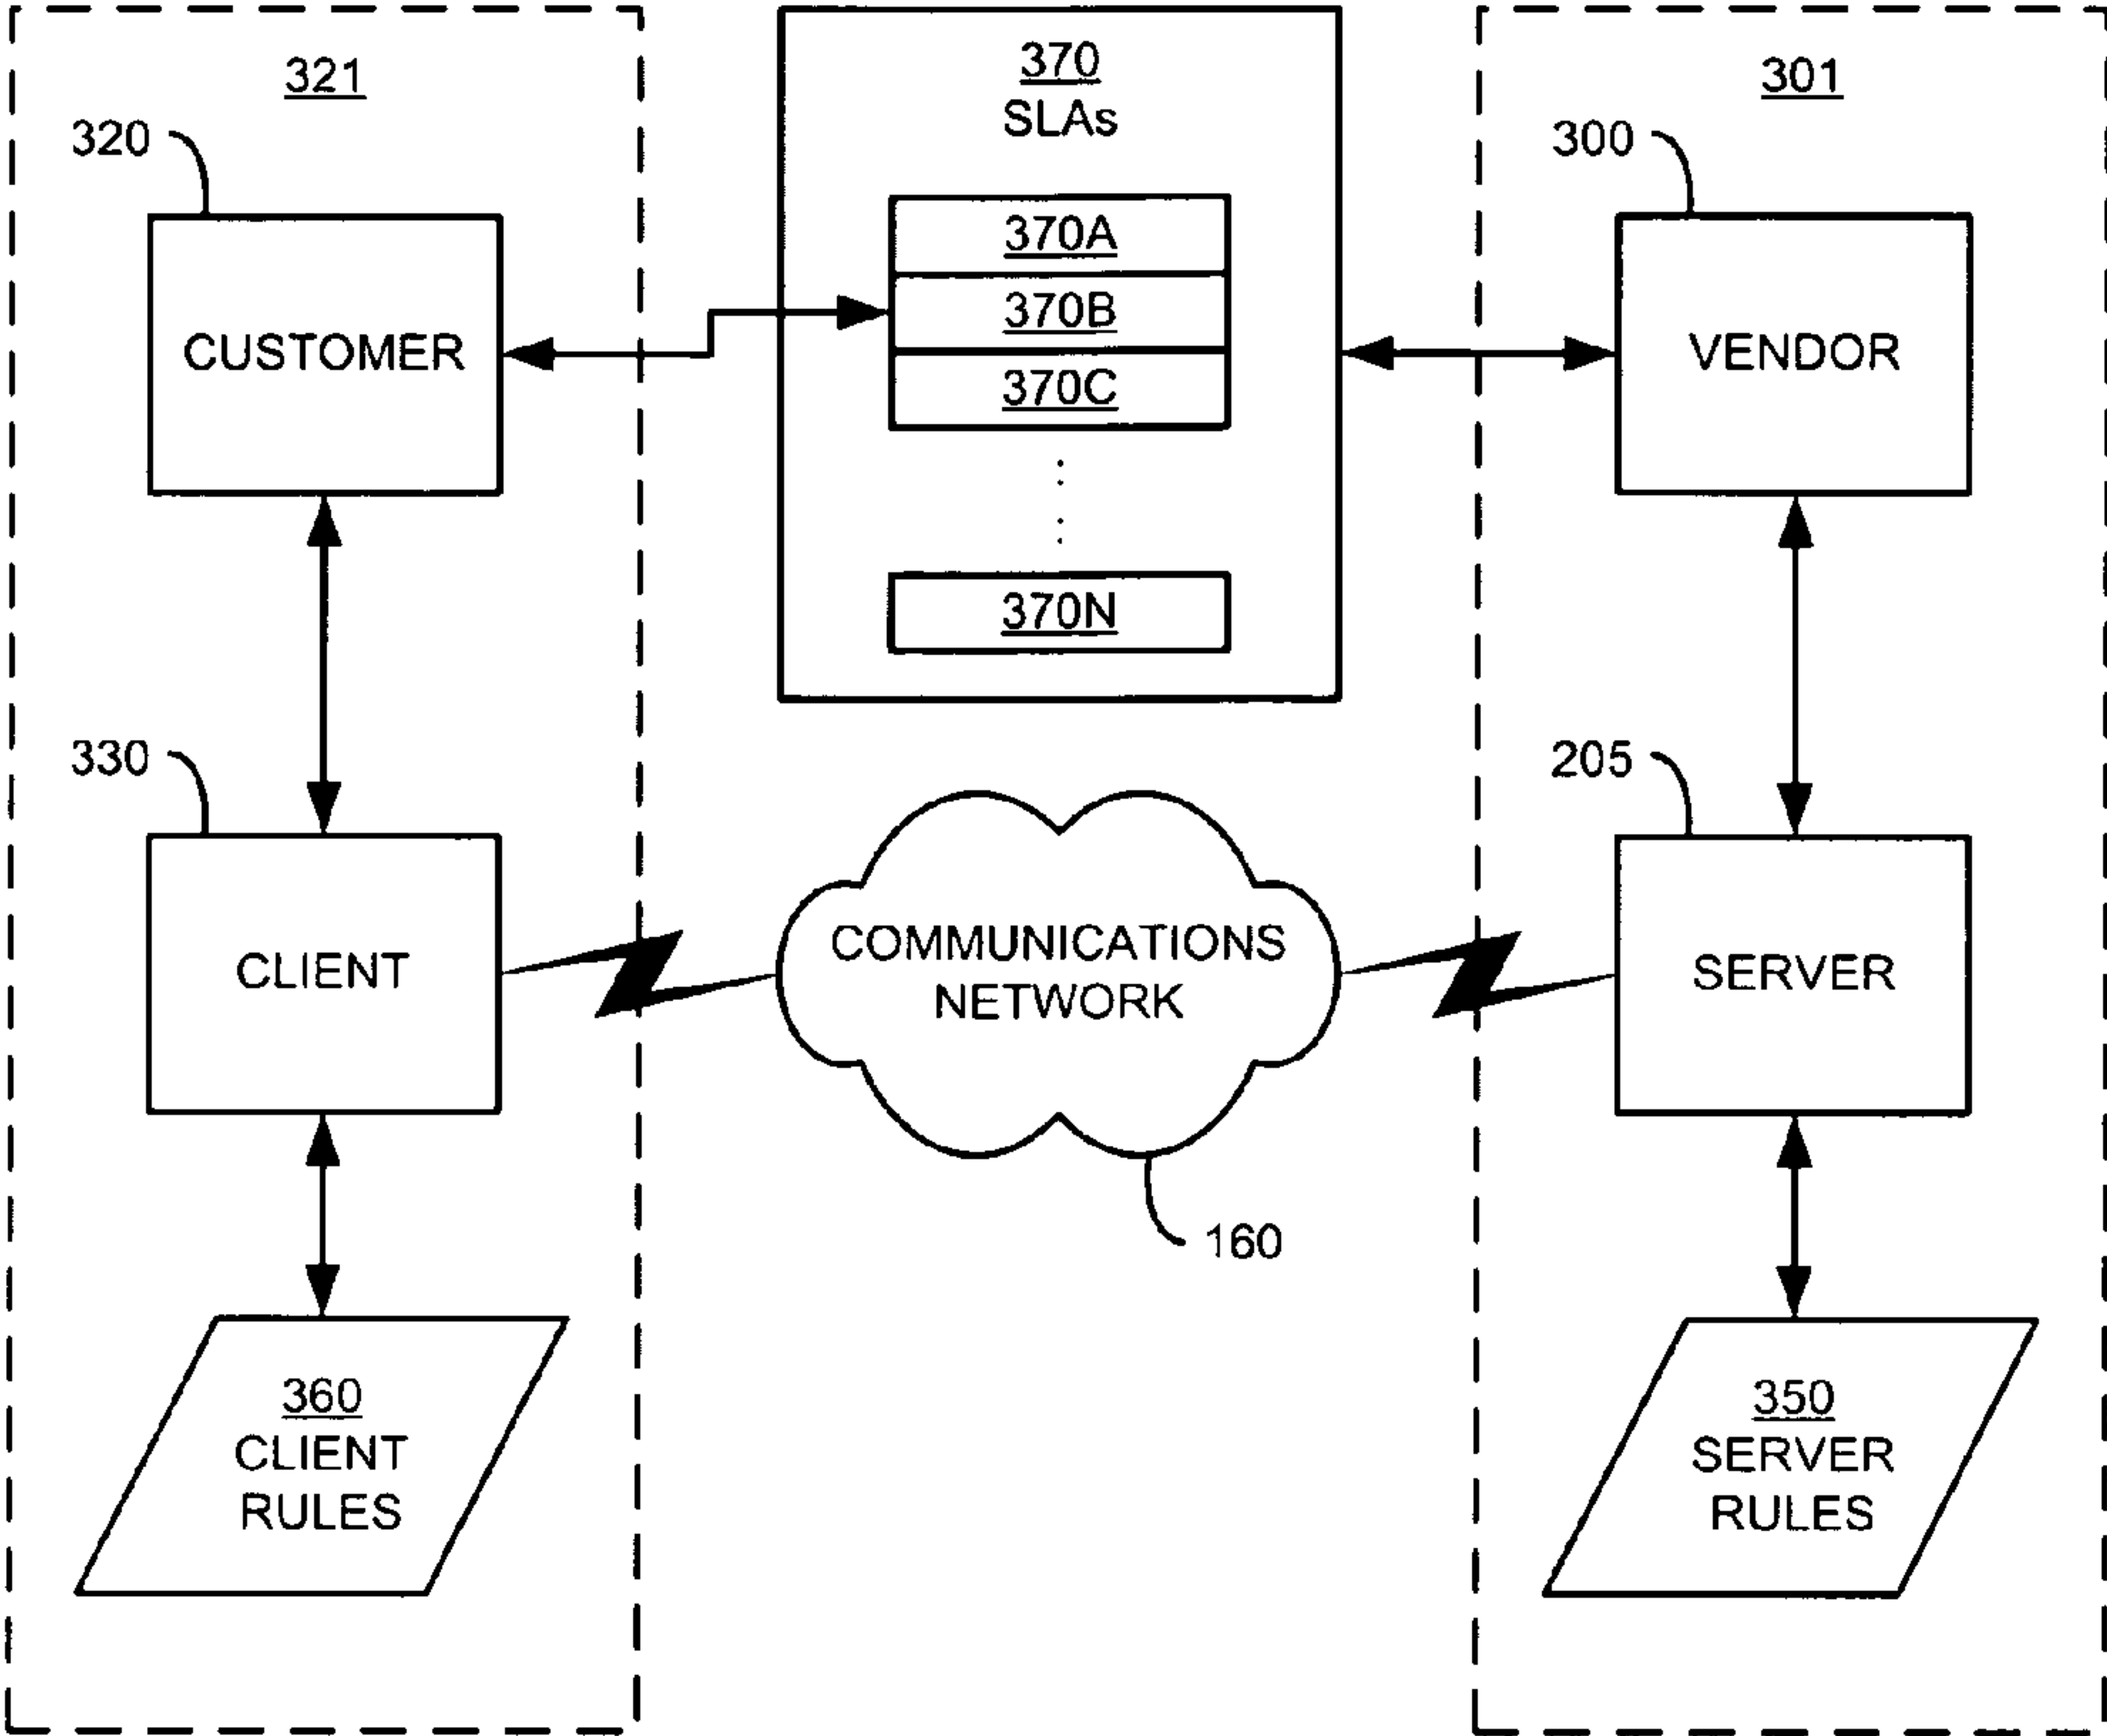 321
370
SLAs
301
320
300
370A
370B
370C
370N
CUSTOMER
VENDOR
330
205
CLIENT
COMMUNICATIONS
NETWORK
SERVER
160
360
CLIENT
RULES
350
SERVER
RULES